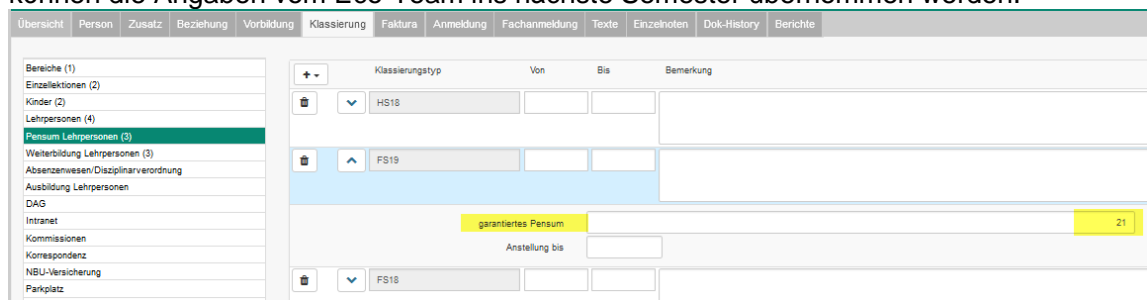 können die Angaben vom Eco-Team ins nächste Semester übernommen werden.
Übersicht Person Zusatz Beziehung Vorbildung Klassierung Faktura Anmeldung Fachanmeldung Texte Einzelnoten Dok-History Berichte
Bereiche (1)
Einzellektionen (2)
Kinder (2)
Lehrpersonen (4)
Pensum Lehrpersonen (3)
Weiterbildung Lehrpersonen (3)
Absenzenwesen/Disziplinarverordnung
Ausbildung Lehrpersonen
DAG
Intranet
Kommissionen
Korrespondenz
NBU-Versicherung
Parkplatz
+ Klassierungstyp Von Bis Bemerkung
HS18
FS19
garantiertes Pensum 21
Anstellung bis
FS18